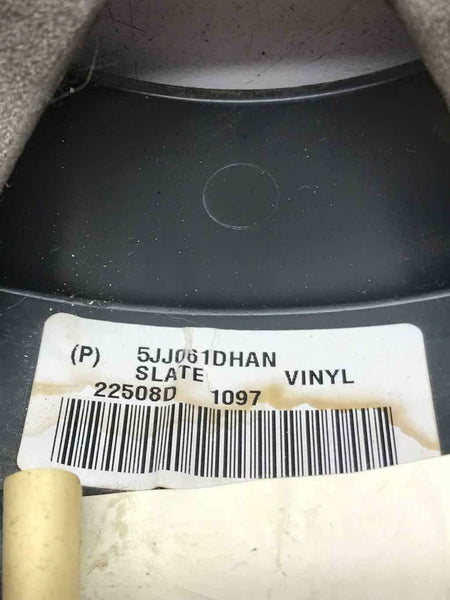 (P) 5JJ061DHAN
SLATE VINYL
22508D 1097